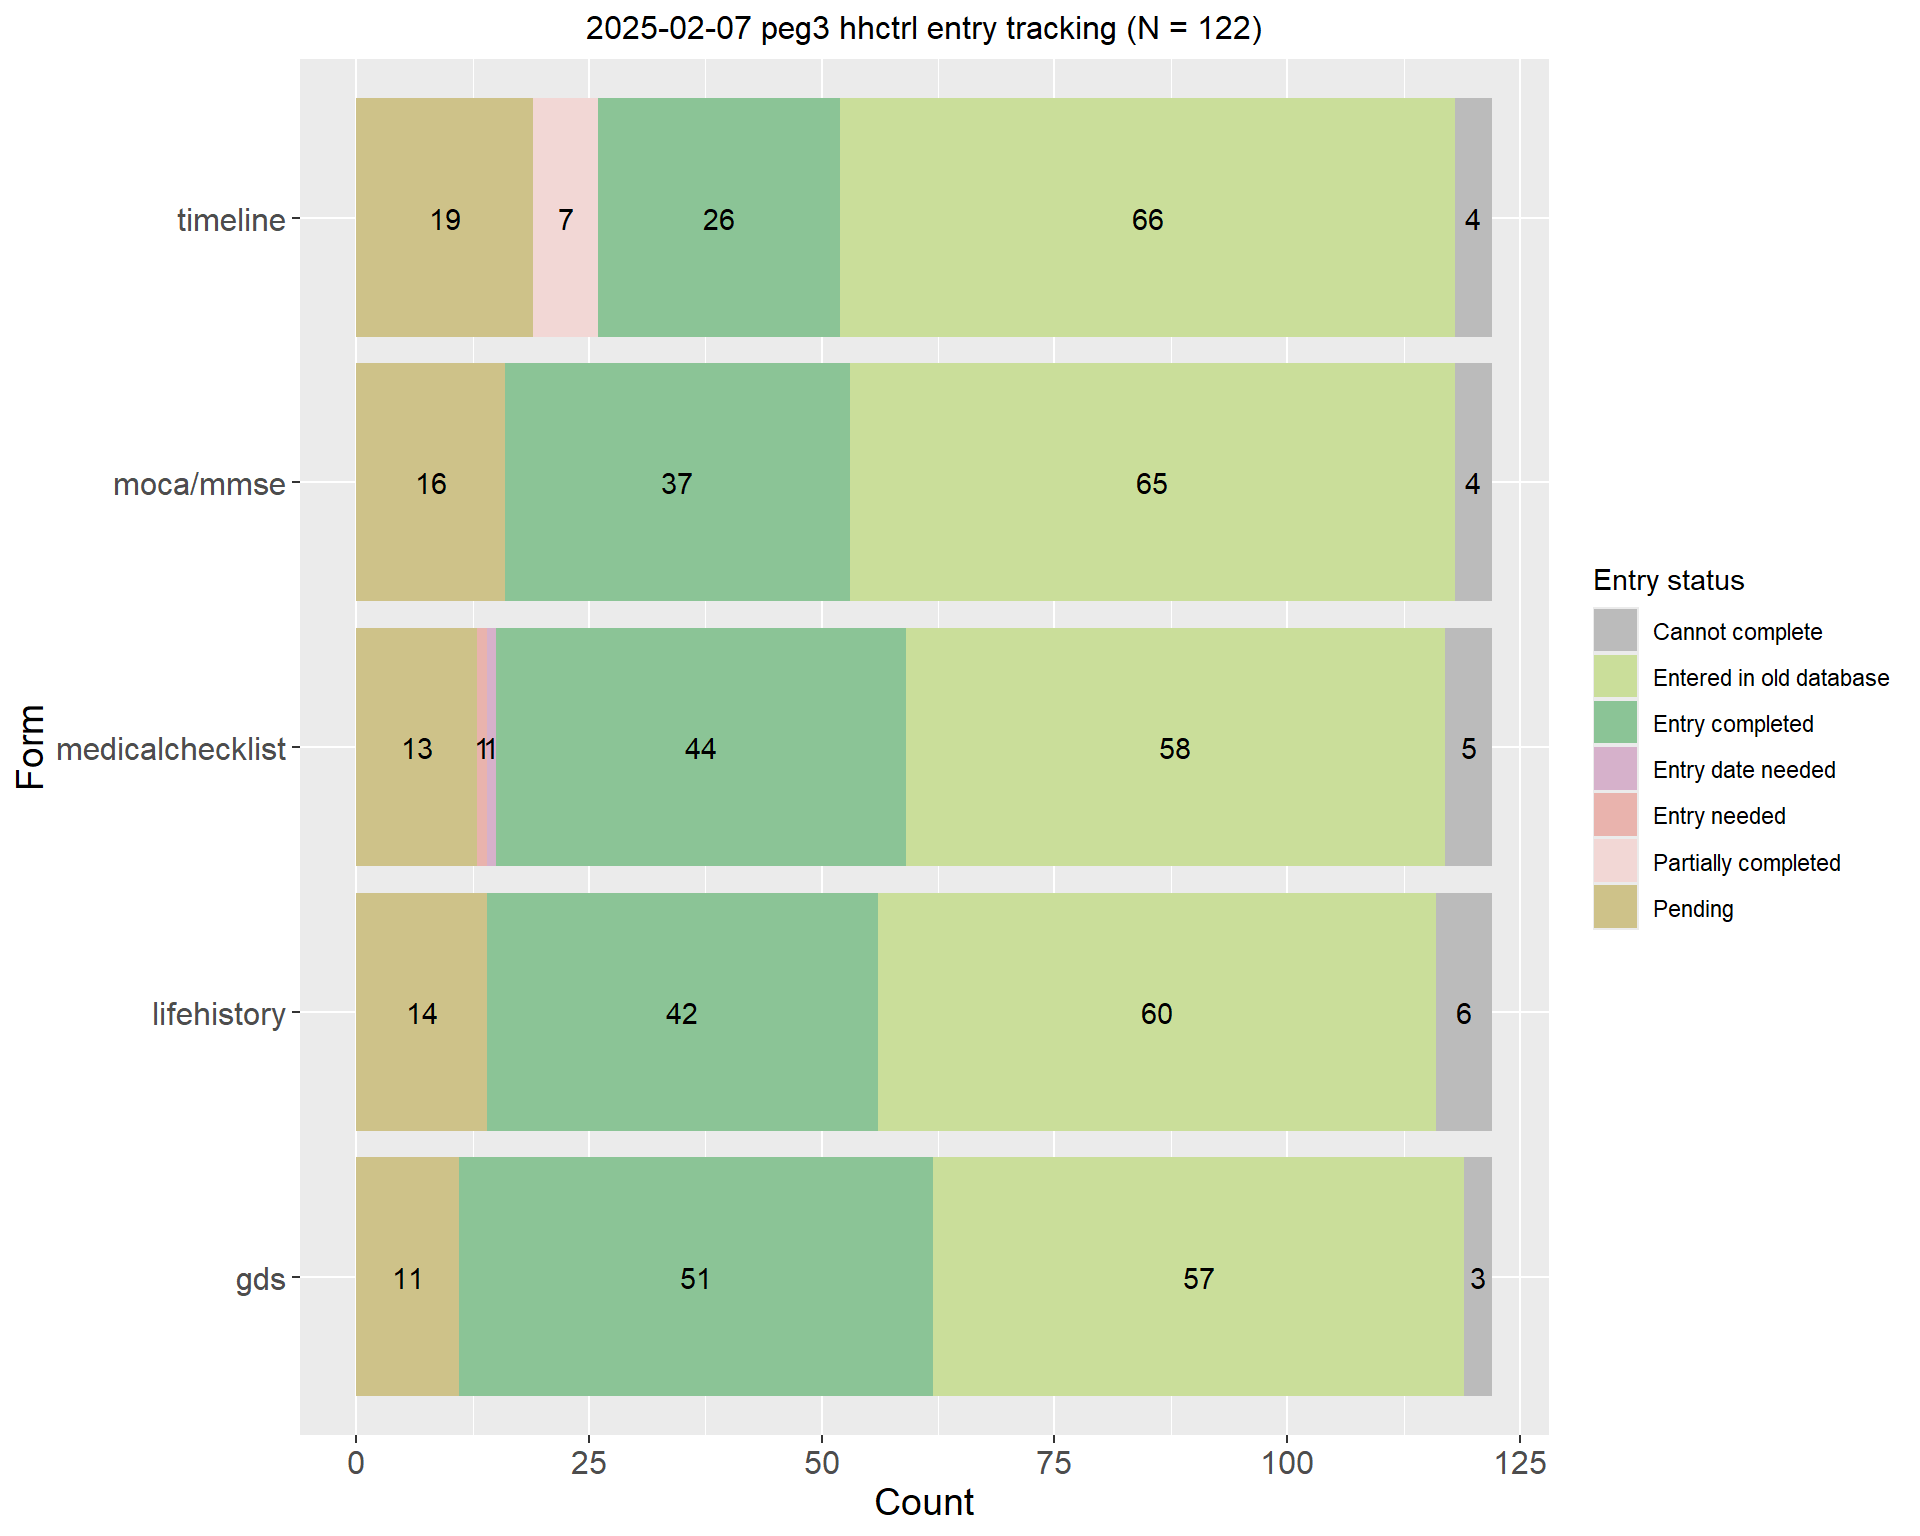 2025-02-07 peg3 hhctrl entry tracking (N = 122)
timeline
19 7 26 66 4
moca/mmse
16 37 65 4
medicalchecklist
13 1 1 44 58 5
lifehistory
14 42 60 6
gds
11 51 57 3
Form
0 25 50 75 100 125
Count
Entry status
Cannot complete
Entered in old database
Entry completed
Entry date needed
Entry needed
Partially completed
Pending